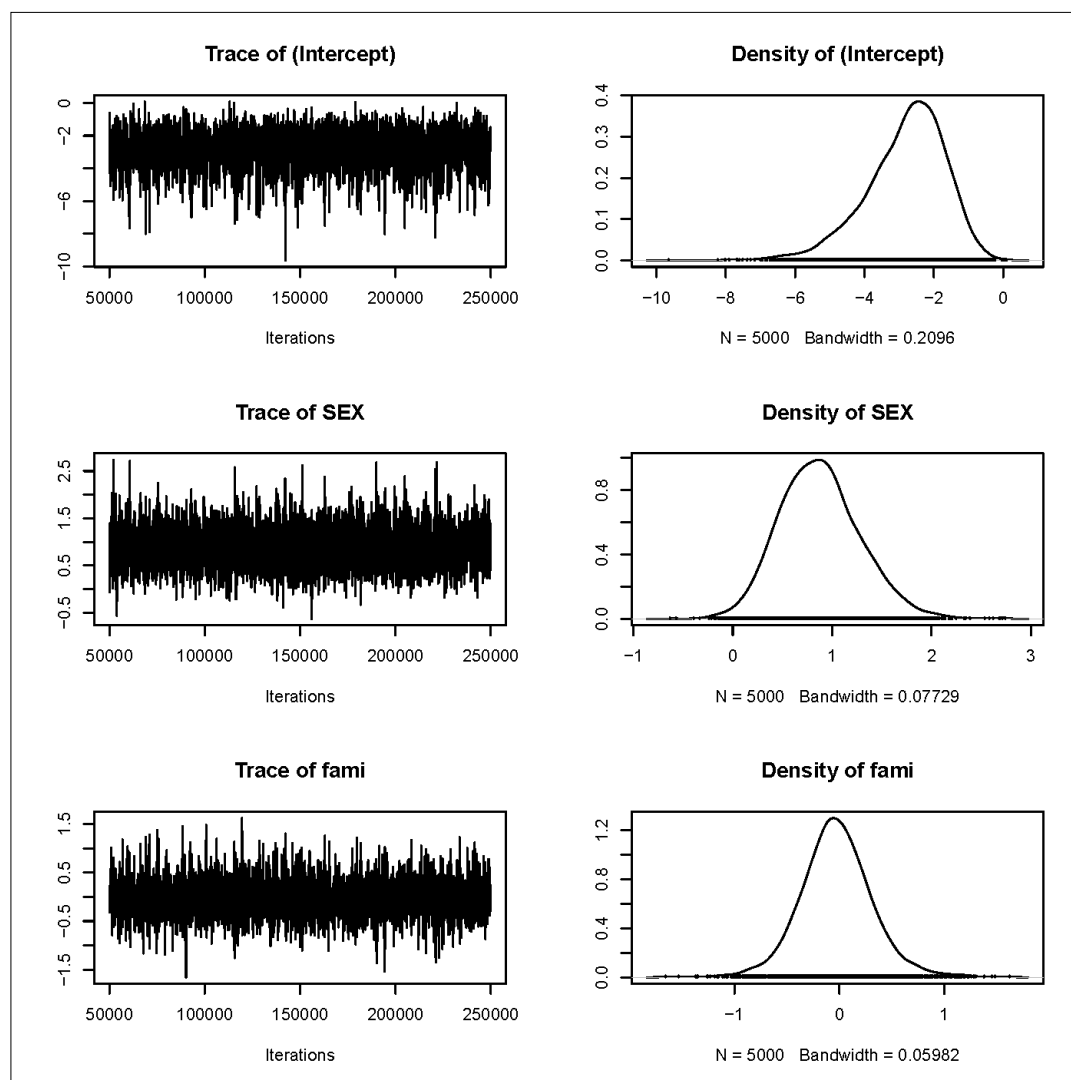 Trace of (Intercept)
0
−2
−6
−10
50000 100000 150000 200000 250000
Iterations
Density of (Intercept)
0.4
0.3
0.2
0.1
0.0
−10 −8 −6 −4 −2 0
N = 5000 Bandwidth = 0.2096
Trace of SEX
2.5
1.5
0.5
−0.5
50000 100000 150000 200000 250000
Iterations
Density of SEX
0.8
0.4
0.0
−1 0 1 2 3
N = 5000 Bandwidth = 0.07729
Trace of fami
1.5
0.5
−0.5
−1.5
50000 100000 150000 200000 250000
Iterations
Density of fami
1.2
0.8
0.4
0.0
−1 0 1
N = 5000 Bandwidth = 0.05982